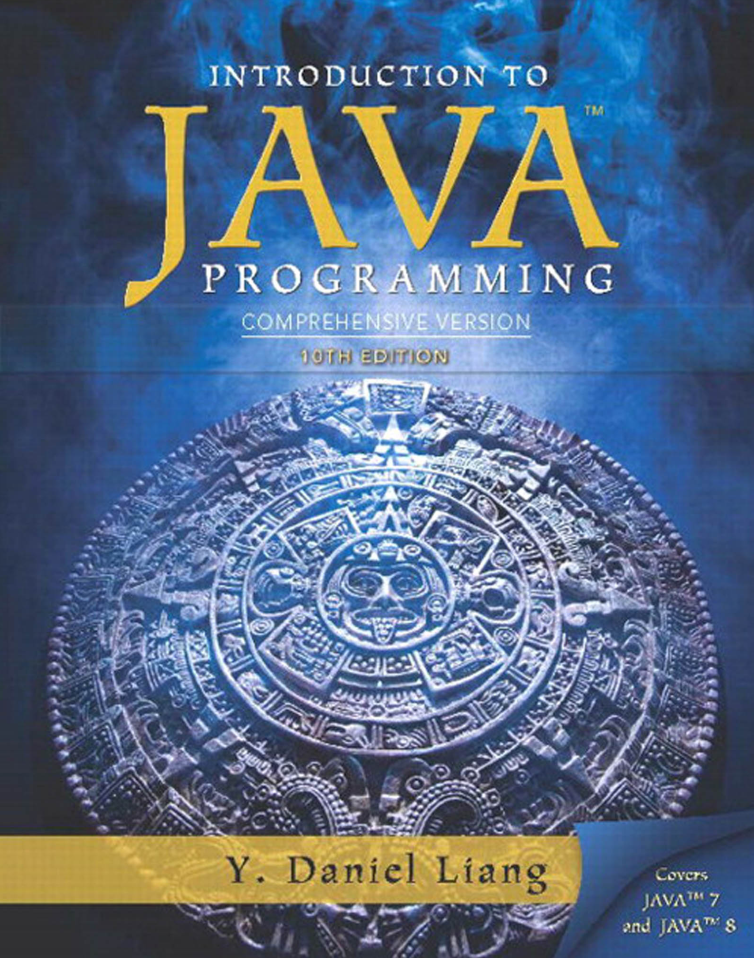 INTRODUCTION TO
JAVA™
PROGRAMMING
COMPREHENSIVE VERSION
10TH EDITION
Y. Daniel Liang
Covers
JAVA™ 7
and JAVA™ 8